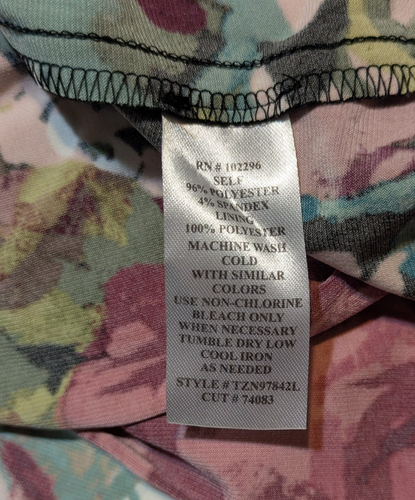 RN # 102296
SELF
96% POLYESTER
4% SPANDEX
LINING
100% POLYESTER
MACHINE WASH
COLD
WITH SIMILAR
COLORS
USE NON-CHLORINE
BLEACH ONLY
WHEN NECESSARY
TUMBLE DRY LOW
COOL IRON
AS NEEDED
STYLE # TZN97842L
CUT # 74083